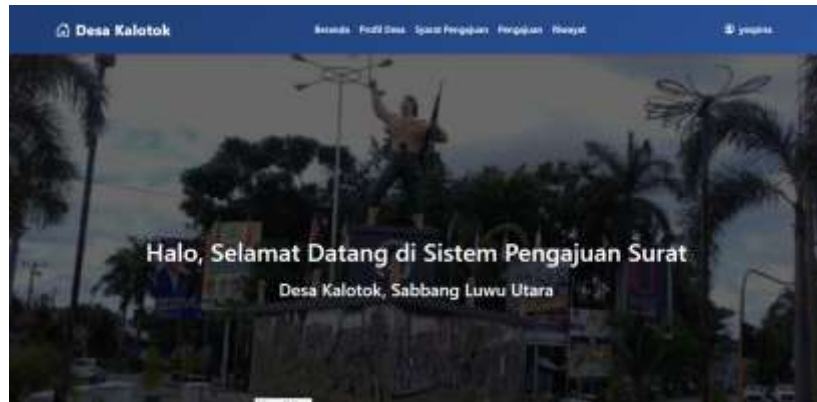 Desa Kalotok
Beranda Profil Desa Syarat Pengajuan Pengajuan Riwayat
Halo, Selamat Datang di Sistem Pengajuan Surat
Desa Kalotok, Sabbang Luwu Utara